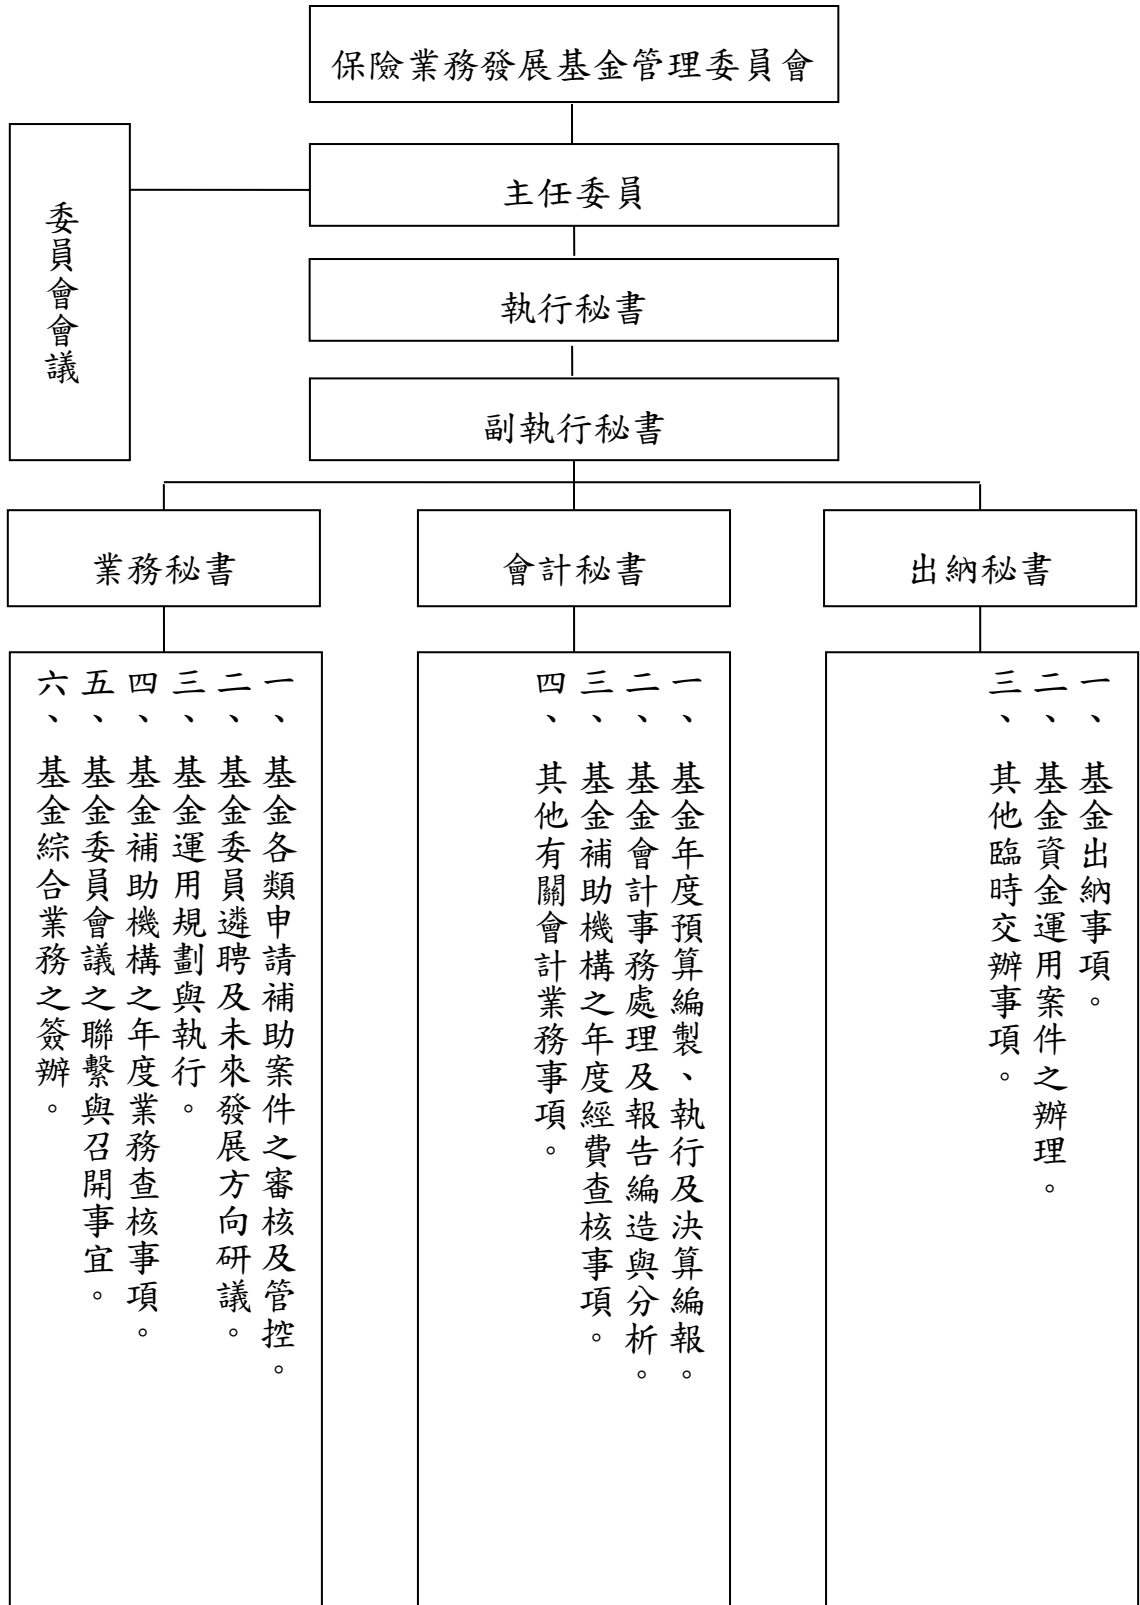 保險業務發展基金管理委員會
主任委員
委員會會議
執行秘書
副執行秘書
業務秘書
會計秘書
出納秘書
一、基金各類申請補助案件之審核及管控。
二、基金委員遴聘及未來發展方向研議。
三、基金運用規劃與執行。
四、基金補助機構之年度業務查核事項。
五、基金委員會議之聯繫與召開事宜。
六、基金綜合業務之簽辦。
一、基金年度預算編製、執行及決算編報。
二、基金會計事務處理及報告編造與分析。
三、基金補助機構之年度經費查核事項。
四、其他有關會計業務事項。
一、基金出納事項。
二、基金資金運用案件之辦理。
三、其他臨時交辦事項。